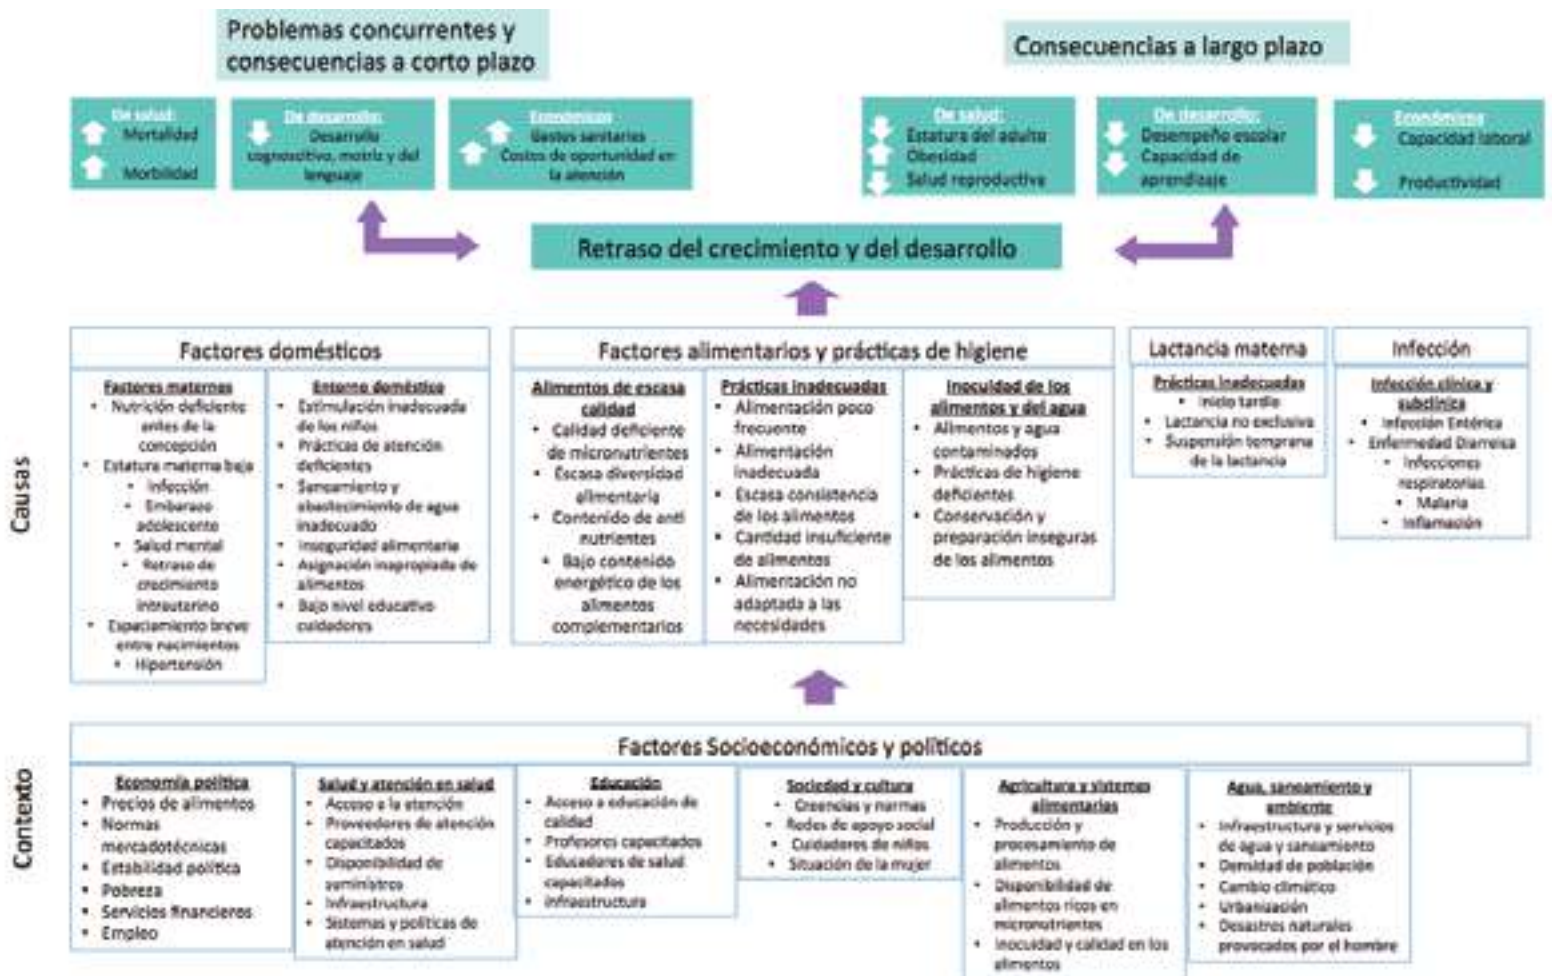 Problemas concurrentes y
consecuencias a corto plazo
Consecuencias a largo plazo
De salud:
Mortalidad
Morbilidad
De desarrollo:
Desarrollo
cognoscitivo, motriz y del
lenguaje
Económicos
Gastos sanitarios
Costos de oportunidad en
la atención
De salud:
Estatura del adulto
Obesidad
Salud reproductiva
De desarrollo:
Desempeño escolar
Capacidad de
aprendizaje
Económicos
Capacidad laboral
Productividad
Retraso del crecimiento y del desarrollo
Causas
Factores domésticos
Factores maternos
• Nutrición deficiente
antes de la
concepción
• Estatura materna baja
• Infección
• Embarazo
adolescente
• Salud mental
• Retraso de
crecimiento
intrauterino
• Espaciamiento breve
entre nacimientos
• Hipertensión
Entorno doméstico
• Estimulación inadecuada
de los niños
• Prácticas de atención
deficientes
• Saneamiento y
abastecimiento de agua
inadecuado
• Inseguridad alimentaria
• Asignación inapropiada de
alimentos
• Bajo nivel educativo
cuidadores
Factores alimentarios y prácticas de higiene
Alimentos de escasa
calidad
• Calidad deficiente
de micronutrientes
• Escasa diversidad
alimentaria
• Contenido de anti
nutrientes
• Bajo contenido
energético de los
alimentos
complementarios
Prácticas inadecuadas
• Alimentación poco
frecuente
• Alimentación
inadecuada
• Escasa consistencia
de los alimentos
• Cantidad insuficiente
de alimentos
• Alimentación no
adaptada a las
necesidades
Inocuidad de los
alimentos y del agua
• Alimentos y agua
contaminados
• Prácticas de higiene
deficientes
• Conservación y
preparación inseguras
de los alimentos
Lactancia materna
Prácticas inadecuadas
• Inicio tardío
• Lactancia no exclusiva
• Suspensión temprana
de la lactancia
Infección
Infección clínica y
subclínica
• Infección Entérica
• Enfermedad Diarreica
• Infecciones
respiratorias
• Malaria
• Inflamación
Contexto
Factores Socioeconómicos y políticos
Economía política
• Precios de alimentos
• Normas
mercadotécnicas
• Estabilidad política
• Pobreza
• Servicios financieros
• Empleo
Salud y atención en salud
• Acceso a la atención
• Proveedores de atención
capacitados
• Disponibilidad de
suministros
• Infraestructura
• Sistemas y políticas de
atención en salud
Educación
• Acceso a educación de
calidad
• Profesores capacitados
• Educadores de salud
capacitados
• infraestructura
Sociedad y cultura
• Creencias y normas
• Redes de apoyo social
• Cuidadores de niños
• Situación de la mujer
Agricultura y sistemas
alimentarias
• Producción y
procesamiento de
alimentos
• Disponibilidad de
alimentos ricos en
micronutrientes
• Inocuidad y calidad en los
alimentos
Agua, saneamiento y
ambiente
• Infraestructura y servicios
de agua y saneamiento
• Densidad de población
• Cambio climático
• Urbanización
• Desastres naturales
provocados por el hombre